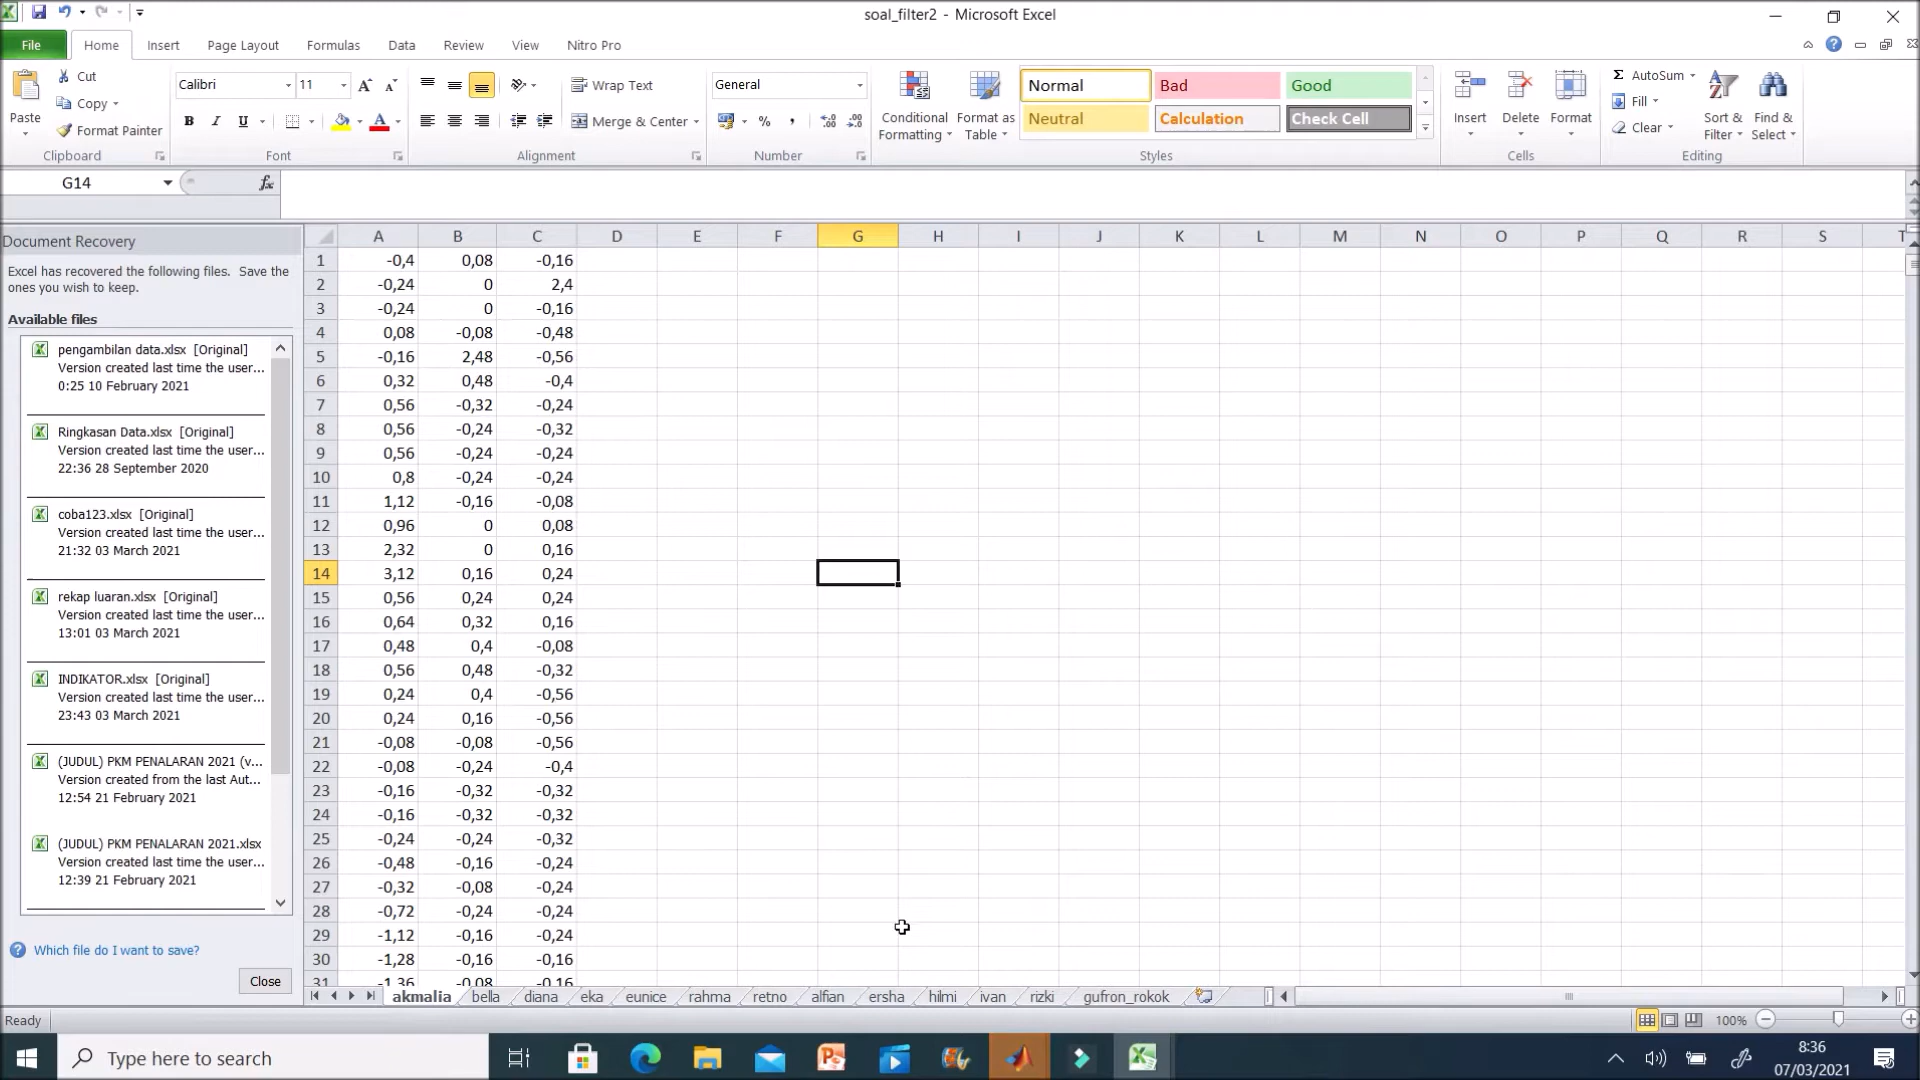 soal_filter2 - Microsoft Excel
File Home Insert Page Layout Formulas Data Review View Nitro Pro
Cut
Copy
Format Painter
Paste
Clipboard
Calibri 11
Font
Wrap Text
Merge & Center
Alignment
General
Number
Conditional Formatting
Format as Table
Normal Bad Good
Neutral Calculation Check Cell
Styles
Insert Delete Format
Cells
AutoSum
Fill
Clear
Sort & Filter
Find & Select
Editing
G14
fx
Document Recovery
Excel has recovered the following files. Save the
ones you wish to keep.
Available files
pengambilan data.xlsx [Original]
Version created last time the user...
0:25 10 February 2021
Ringkasan Data.xlsx [Original]
Version created last time the user...
22:36 28 September 2020
coba123.xlsx [Original]
Version created last time the user...
21:32 03 March 2021
rekap luaran.xlsx [Original]
Version created last time the user...
13:01 03 March 2021
INDIKATOR.xlsx [Original]
Version created last time the user...
23:43 03 March 2021
(JUDUL) PKM PENALARAN 2021 (v...
Version created from the last Aut...
12:54 21 February 2021
(JUDUL) PKM PENALARAN 2021.xlsx
Version created last time the user...
12:39 21 February 2021
Which file do I want to save?
Close
A B C D E F G H I J K L M N O P Q R S T
1 -0,4 0,08 -0,16
2 -0,24 0 2,4
3 -0,24 0 -0,16
4 0,08 -0,08 -0,48
5 -0,16 2,48 -0,56
6 0,32 0,48 -0,4
7 0,56 -0,32 -0,24
8 0,56 -0,24 -0,32
9 0,56 -0,24 -0,24
10 0,8 -0,24 -0,24
11 1,12 -0,16 -0,08
12 0,96 0 0,08
13 2,32 0 0,16
14 3,12 0,16 0,24
15 0,56 0,24 0,24
16 0,64 0,32 0,16
17 0,48 0,4 -0,08
18 0,56 0,48 -0,32
19 0,24 0,4 -0,56
20 0,24 0,16 -0,56
21 -0,08 -0,08 -0,56
22 -0,08 -0,24 -0,4
23 -0,16 -0,32 -0,32
24 -0,16 -0,32 -0,32
25 -0,24 -0,24 -0,32
26 -0,48 -0,16 -0,24
27 -0,32 -0,08 -0,24
28 -0,72 -0,24 -0,24
29 -1,12 -0,16 -0,24
30 -1,28 -0,16 -0,16
31 -1,36 -0,08 -0,16
akmalia bella diana eka eunice rahma retno alfian ersha hilmi ivan rizki gufron_rokok
Ready
100%
Type here to search
8:36
07/03/2021